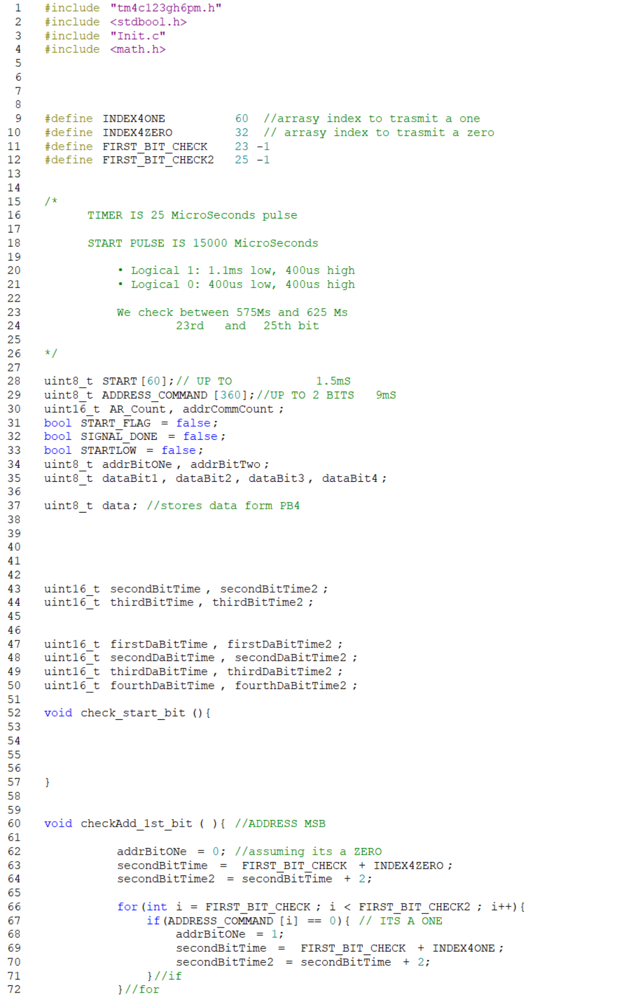 1 #include "tm4c123gh6pm.h"
2 #include <stdbool.h>
3 #include "Init.c"
4 #include <math.h>
5
6
7
8
9 #define INDEX4ONE 60 //arrasy index to trasmit a one
10 #define INDEX4ZERO 32 // arrasy index to trasmit a zero
11 #define FIRST_BIT_CHECK 23 -1
12 #define FIRST_BIT_CHECK2 25 -1
13
14
15 /*
16 TIMER IS 25 MicroSeconds pulse
17
18 START PULSE IS 15000 MicroSeconds
19
20 • Logical 1: 1.1ms low, 400us high
21 • Logical 0: 400us low, 400us high
22
23 We check between 575Ms and 625 Ms
24 23rd and 25th bit
25
26 */
27
28 uint8_t START[60];// UP TO 1.5mS
29 uint8_t ADDRESS_COMMAND [360];//UP TO 2 BITS 9mS
30 uint16_t AR_Count, addrCommCount ;
31 bool START_FLAG = false;
32 bool SIGNAL_DONE = false;
33 bool STARTLOW = false;
34 uint8_t addrBitONe , addrBitTwo ;
35 uint8_t dataBit1, dataBit2, dataBit3, dataBit4 ;
36
37 uint8_t data; //stores data form PB4
38
39
40
41
42
43 uint16_t secondBitTime , secondBitTime2 ;
44 uint16_t thirdBitTime , thirdBitTime2 ;
45
46
47 uint16_t firstDaBitTime , firstDaBitTime2 ;
48 uint16_t secondDaBitTime , secondDaBitTime2 ;
49 uint16_t thirdDaBitTime , thirdDaBitTime2 ;
50 uint16_t fourthDaBitTime , fourthDaBitTime2 ;
51
52 void check_start_bit (){
53
54
55
56
57 }
58
59
60 void checkAdd_1st_bit ( ){ //ADDRESS MSB
61
62 addrBitONe = 0; //assuming its a ZERO
63 secondBitTime = FIRST_BIT_CHECK + INDEX4ZERO ;
64 secondBitTime2 = secondBitTime + 2;
65
66 for(int i = FIRST_BIT_CHECK ; i < FIRST_BIT_CHECK2 ; i++){
67 if(ADDRESS_COMMAND [i] == 0){ // ITS A ONE
68 addrBitONe = 1;
69 secondBitTime = FIRST_BIT_CHECK + INDEX4ONE ;
70 secondBitTime2 = secondBitTime + 2;
71 }//if
72 }//for